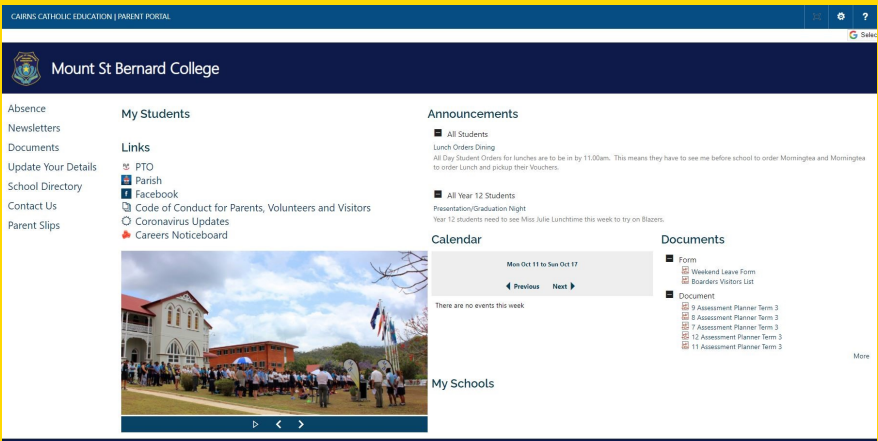 CAIRNS CATHOLIC EDUCATION | PARENT PORTAL
?
G Selec
Mount St Bernard College
Absence
Newsletters
Documents
Update Your Details
School Directory
Contact Us
Parent Slips
My Students
Links
PTO
Parish
Facebook
Code of Conduct for Parents, Volunteers and Visitors
Coronavirus Updates
Careers Noticeboard
Announcements
All Students
Lunch Orders Dining
All Day Student Orders for lunches are to be in by 11.00am. This means they have to see me before school to order Morningtea and Morningtea
to order Lunch and pickup their Vouchers.
All Year 12 Students
Presentation/Graduation Night
Year 12 students need to see Miss Julie Lunchtime this week to try on Blazers.
Calendar
Mon Oct 11 to Sun Oct 17
Previous Next
There are no events this week
Documents
Form
Weekend Leave Form
Boarders Visitors List
Document
9 Assessment Planner Term 3
8 Assessment Planner Term 3
7 Assessment Planner Term 3
12 Assessment Planner Term 3
11 Assessment Planner Term 3
More
My Schools